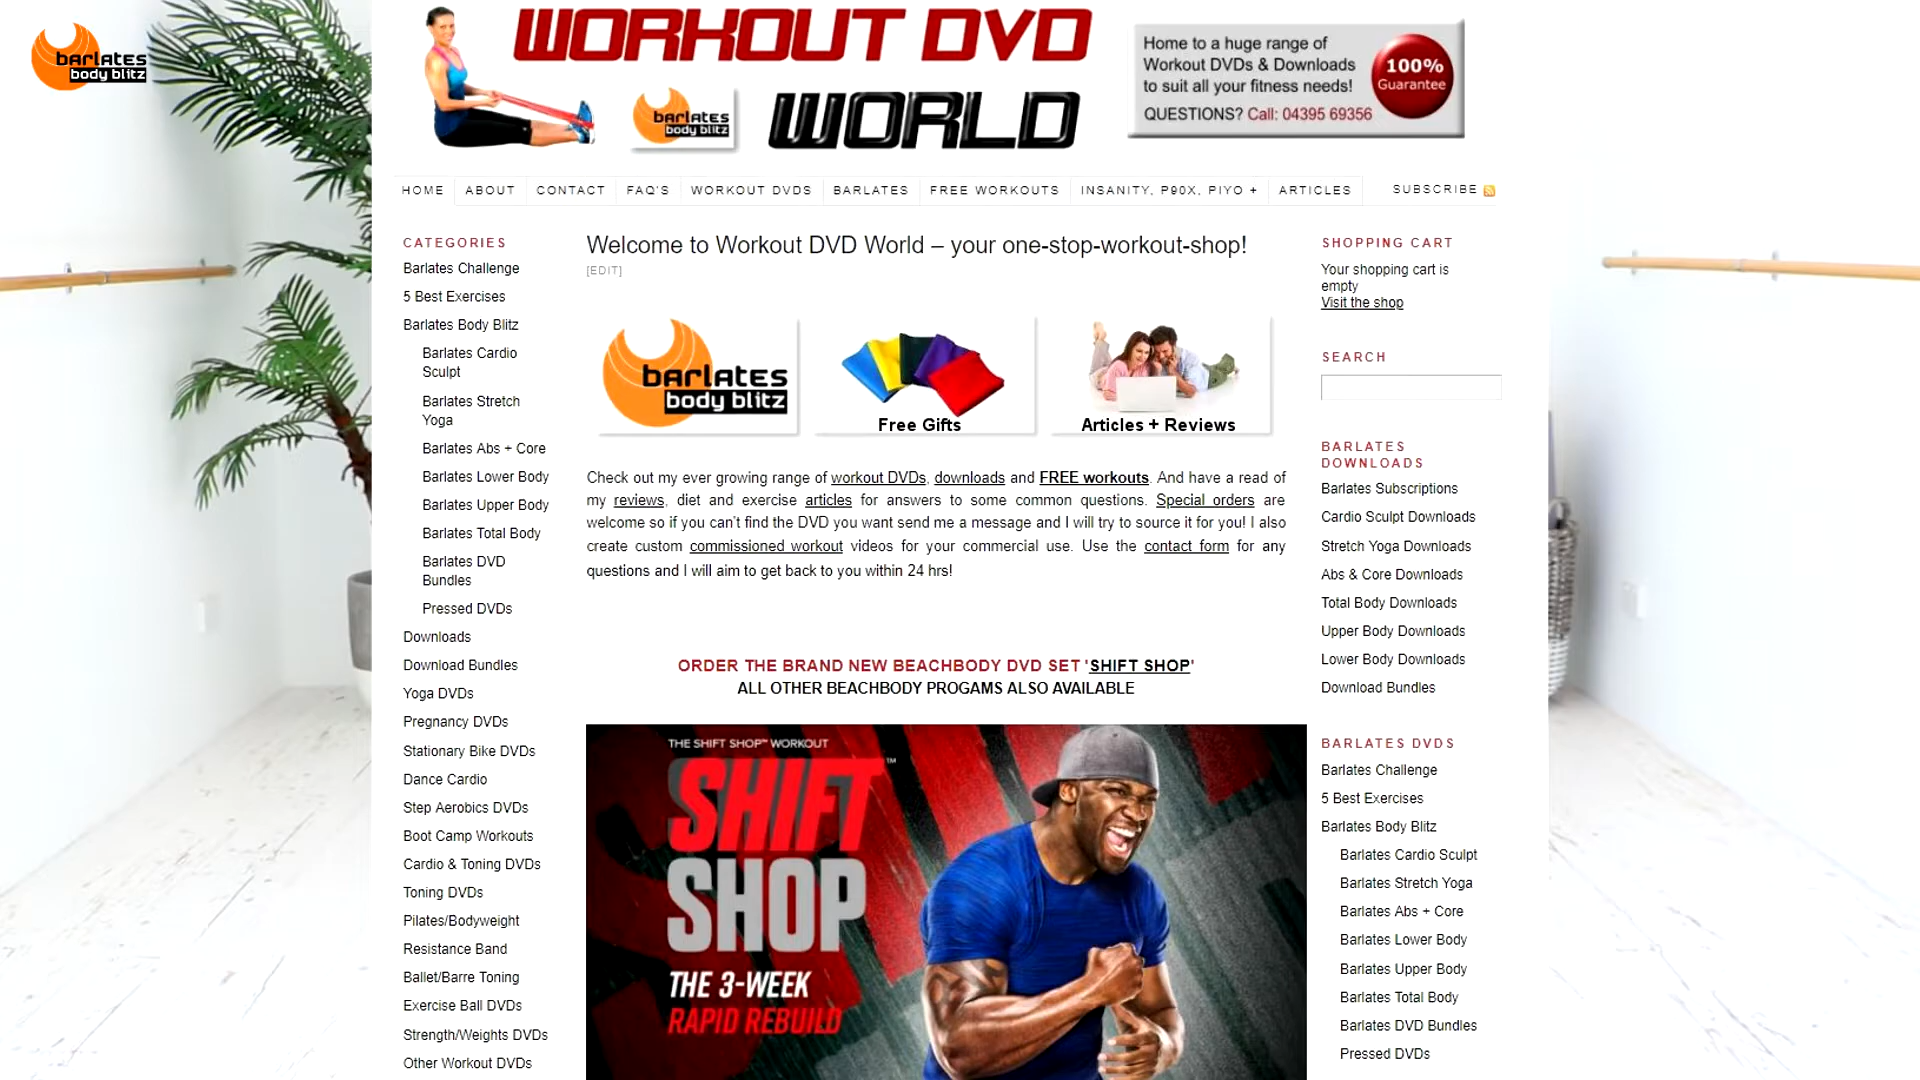 barlates
body blitz
WORKOUT DVD
WORLD
barlates
body blitz
Home to a huge range of
Workout DVDs & Downloads
to suit all your fitness needs!
QUESTIONS? Call: 04395 69356
100%
Guarantee
HOME ABOUT CONTACT FAQ'S WORKOUT DVDS BARLATES FREE WORKOUTS INSANITY, P90X, PIYO + ARTICLES SUBSCRIBE
CATEGORIES
Barlates Challenge
5 Best Exercises
Barlates Body Blitz
Barlates Cardio
Sculpt
Barlates Stretch
Yoga
Barlates Abs + Core
Barlates Lower Body
Barlates Upper Body
Barlates Total Body
Barlates DVD
Bundles
Pressed DVDs
Downloads
Download Bundles
Yoga DVDs
Pregnancy DVDs
Stationary Bike DVDs
Dance Cardio
Step Aerobics DVDs
Boot Camp Workouts
Cardio & Toning DVDs
Toning DVDs
Pilates/Bodyweight
Resistance Band
Ballet/Barre Toning
Exercise Ball DVDs
Strength/Weights DVDs
Other Workout DVDs
Welcome to Workout DVD World – your one-stop-workout-shop!
[EDIT]
barlates
body blitz
Free Gifts
Articles + Reviews
Check out my ever growing range of workout DVDs, downloads and FREE workouts. And have a read of
my reviews, diet and exercise articles for answers to some common questions. Special orders are
welcome so if you can't find the DVD you want send me a message and I will try to source it for you! I also
create custom commissioned workout videos for your commercial use. Use the contact form for any
questions and I will aim to get back to you within 24 hrs!
ORDER THE BRAND NEW BEACHBODY DVD SET 'SHIFT SHOP'
ALL OTHER BEACHBODY PROGAMS ALSO AVAILABLE
THE SHIFT SHOP™ WORKOUT
SHIFT™
SHOP
THE 3-WEEK
RAPID REBUILD
SHOPPING CART
Your shopping cart is
empty
Visit the shop
SEARCH
BARLATES
DOWNLOADS
Barlates Subscriptions
Cardio Sculpt Downloads
Stretch Yoga Downloads
Abs & Core Downloads
Total Body Downloads
Upper Body Downloads
Lower Body Downloads
Download Bundles
BARLATES DVDS
Barlates Challenge
5 Best Exercises
Barlates Body Blitz
Barlates Cardio Sculpt
Barlates Stretch Yoga
Barlates Abs + Core
Barlates Lower Body
Barlates Upper Body
Barlates Total Body
Barlates DVD Bundles
Pressed DVDs